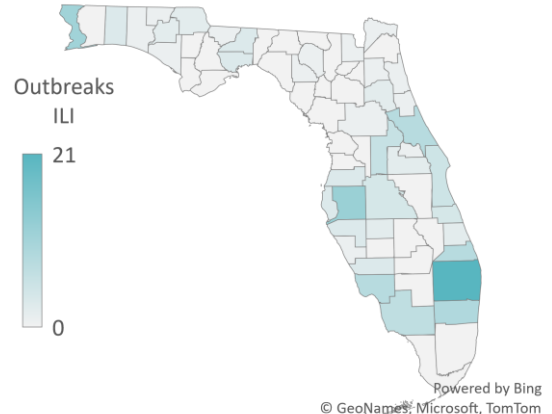 Outbreaks
ILI
21
0
Powered by Bing
© GeoNames, Microsoft, TomTom